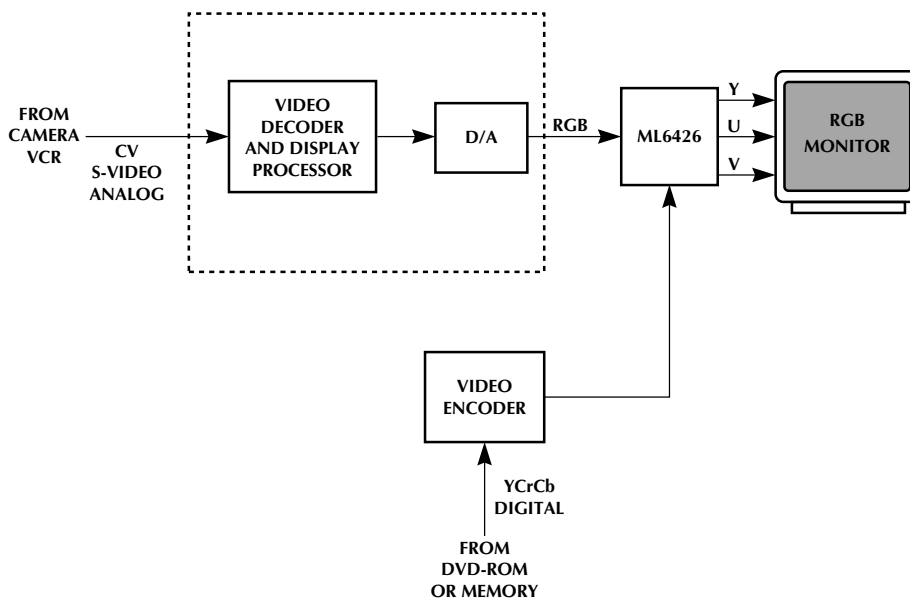 FROM
CAMERA
VCR
CV
S-VIDEO
ANALOG
VIDEO
DECODER
AND DISPLAY
PROCESSOR
D/A
RGB
ML6426
Y
U
V
RGB
MONITOR
VIDEO
ENCODER
YCrCb
DIGITAL
FROM
DVD-ROM
OR MEMORY